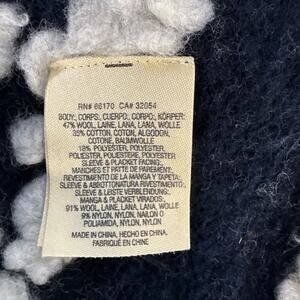 RN# 66170 CA# 32054
BODY, CORPS, CUERPO, CORPO, KÖRPER:
47% WOOL, LAINE, LANA, LANA, WOLLE
35% COTTON, COTON, ALGODON,
COTONE, BAUMWOLLE
18% POLYESTER, POLYESTER,
POLIESTER, POLIESTERE, POLYESTER
SLEEVE & PLACKET FACING,
MANCHES ET PATTE DE PAREMENT,
REVESTIMIENTO DE LA MANGA Y TAPETA,
SLEEVE & ABBOTTONATURA RIVESTIMENTO,
SLEEVE & LEISTE VERBLENDUNG,
MANGA & PLACKET VIRADOS:
91% WOOL, LAINE, LANA, LANA, WOLLE
9% NYLON, NYLON, NAILON O
POLIAMIDA, NYLON, NYLON
MADE IN CHINA, HECHO EN CHINA,
FABRIQUÉ EN CHINE